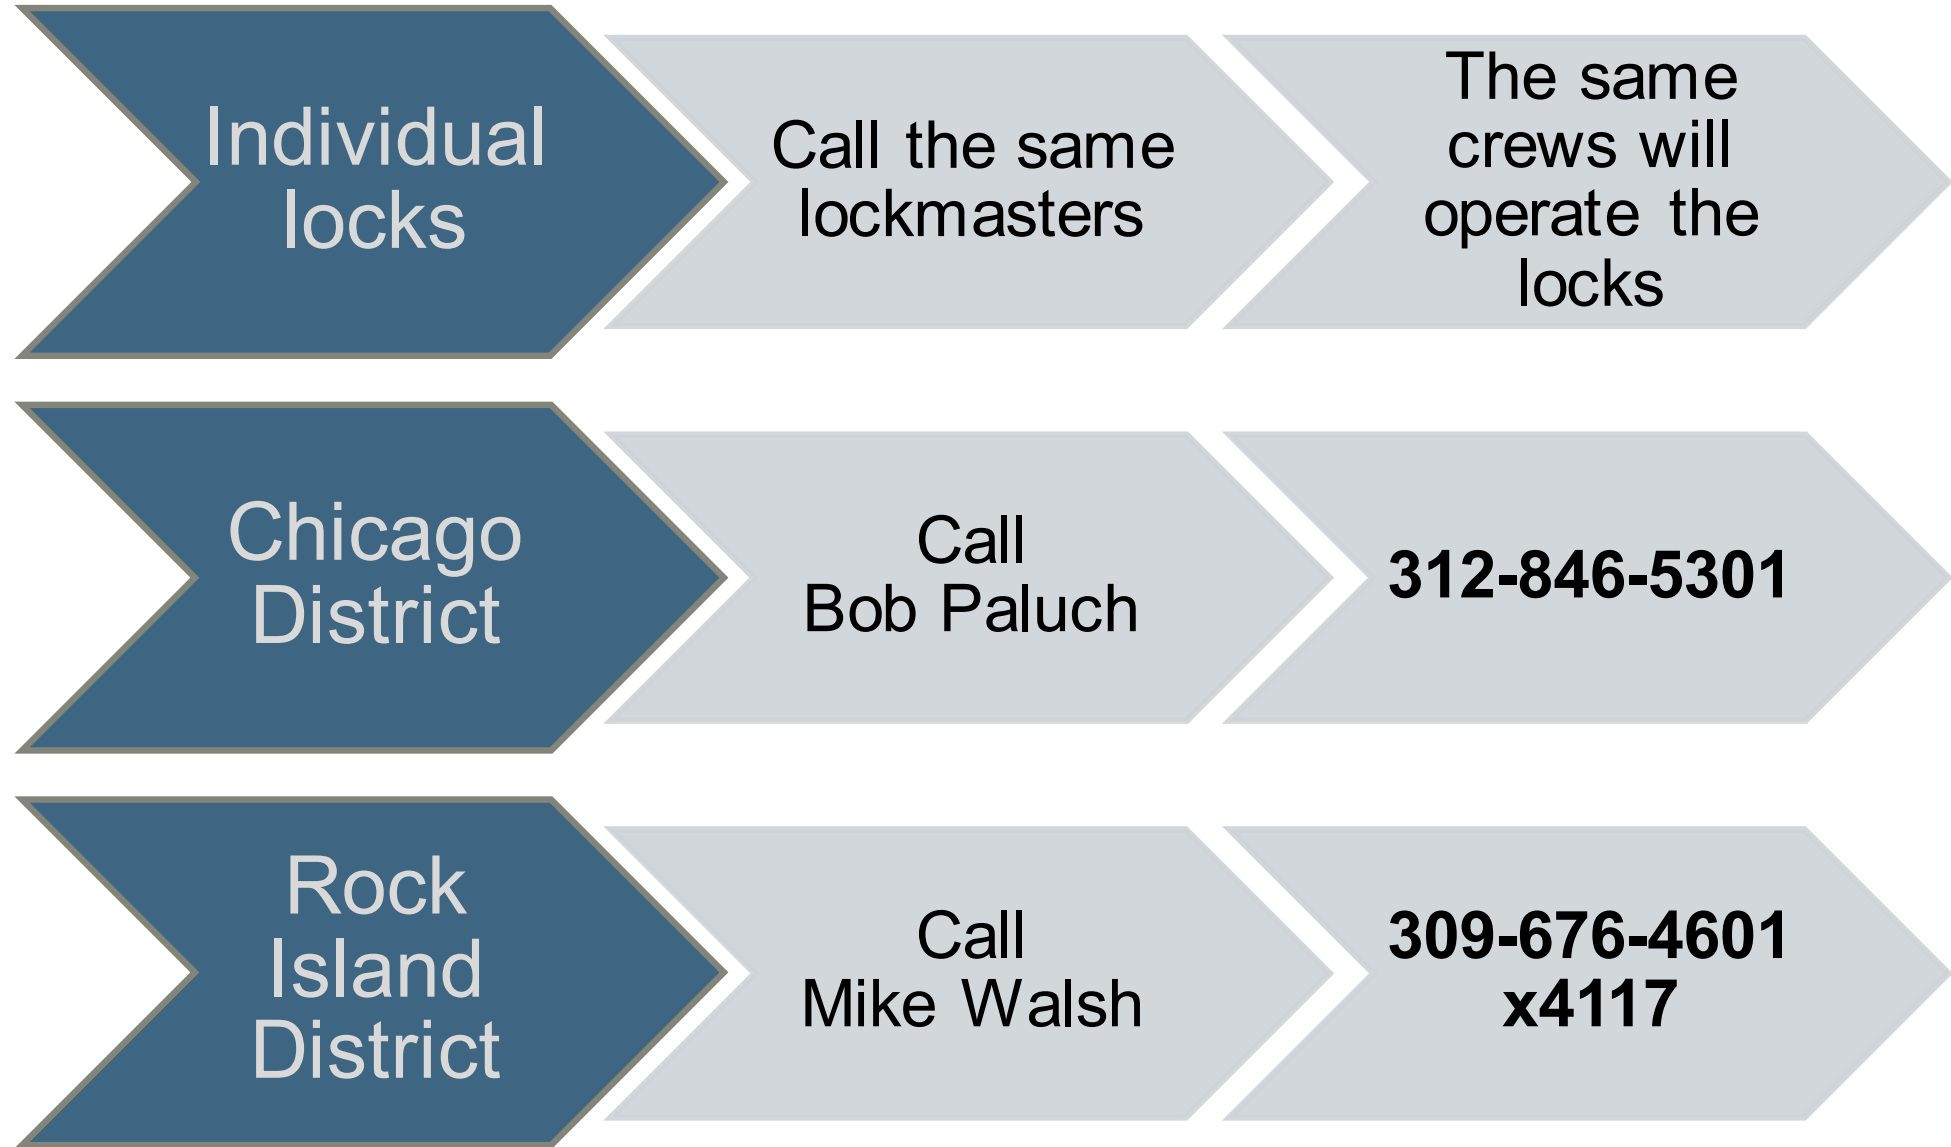 Individual
locks
Call the same
lockmasters
The same
crews will
operate the
locks
Chicago
District
Call
Bob Paluch
312-846-5301
Rock
Island
District
Call
Mike Walsh
309-676-4601
x4117